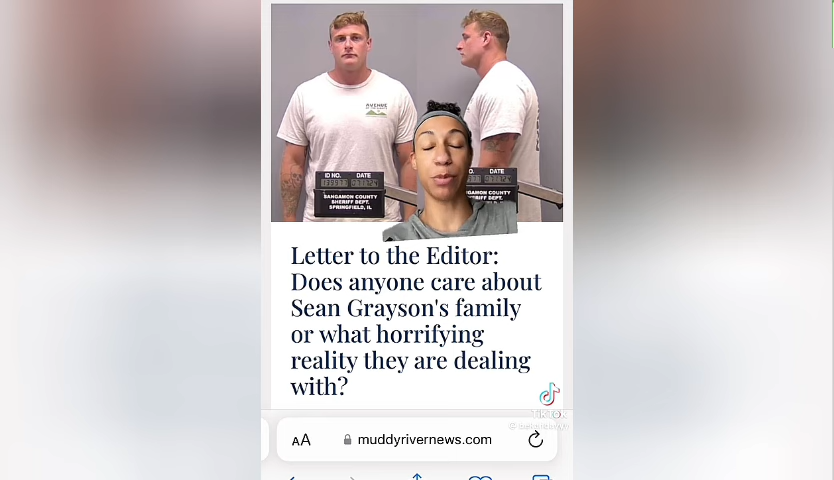 ID NO.
DATE
SANGAMON COUNTY
SHERIFF DEPT.
SPRINGFIELD, IL
Letter to the Editor:
Does anyone care about
Sean Grayson's family
or what horrifying
reality they are dealing
with?
TikTok
AA
muddyrivernews.com